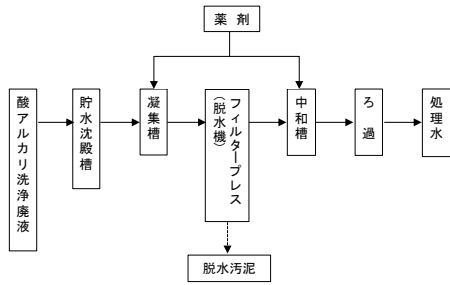 薬剤
酸アルカリ洗浄廃液
貯水沈殿槽
凝集槽
フィルタープレス
(脱水機)
中和槽
ろ過
処理水
脱水汚泥